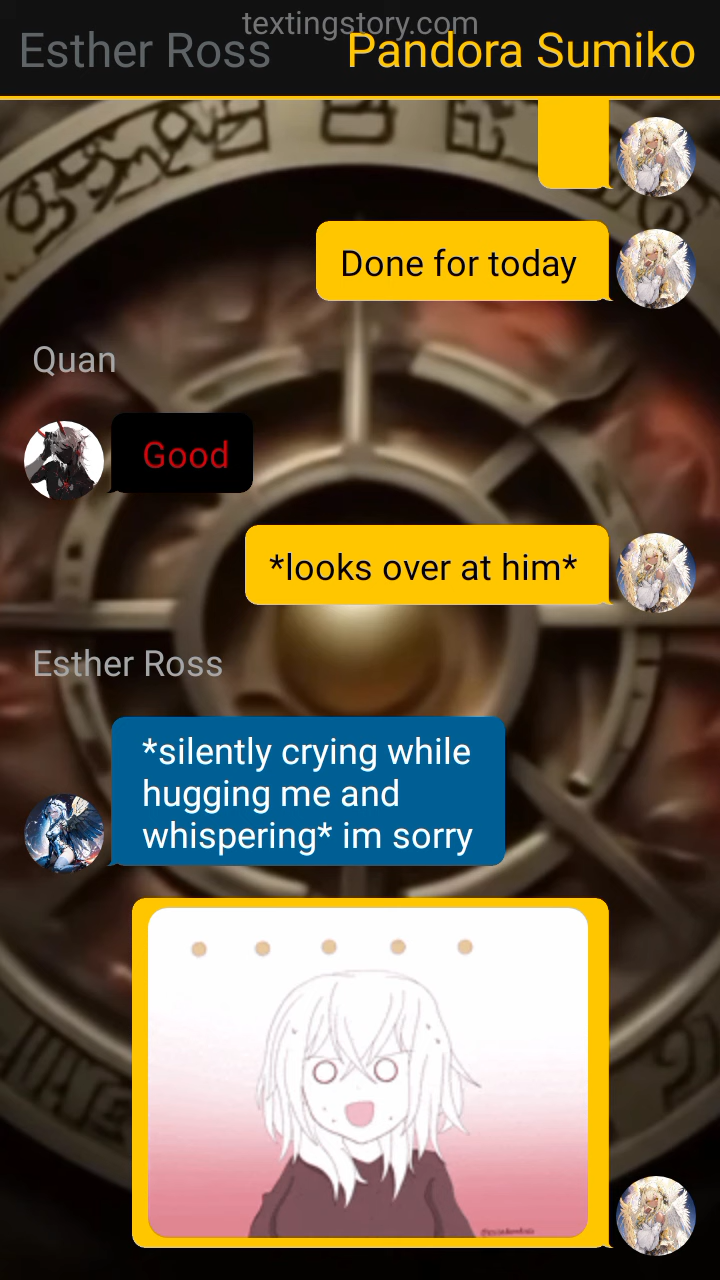 textingstory.com
Esther Ross
Pandora Sumiko
Done for today
Quan
Good
*looks over at him*
Esther Ross
*silently crying while
hugging me and
whispering* im sorry